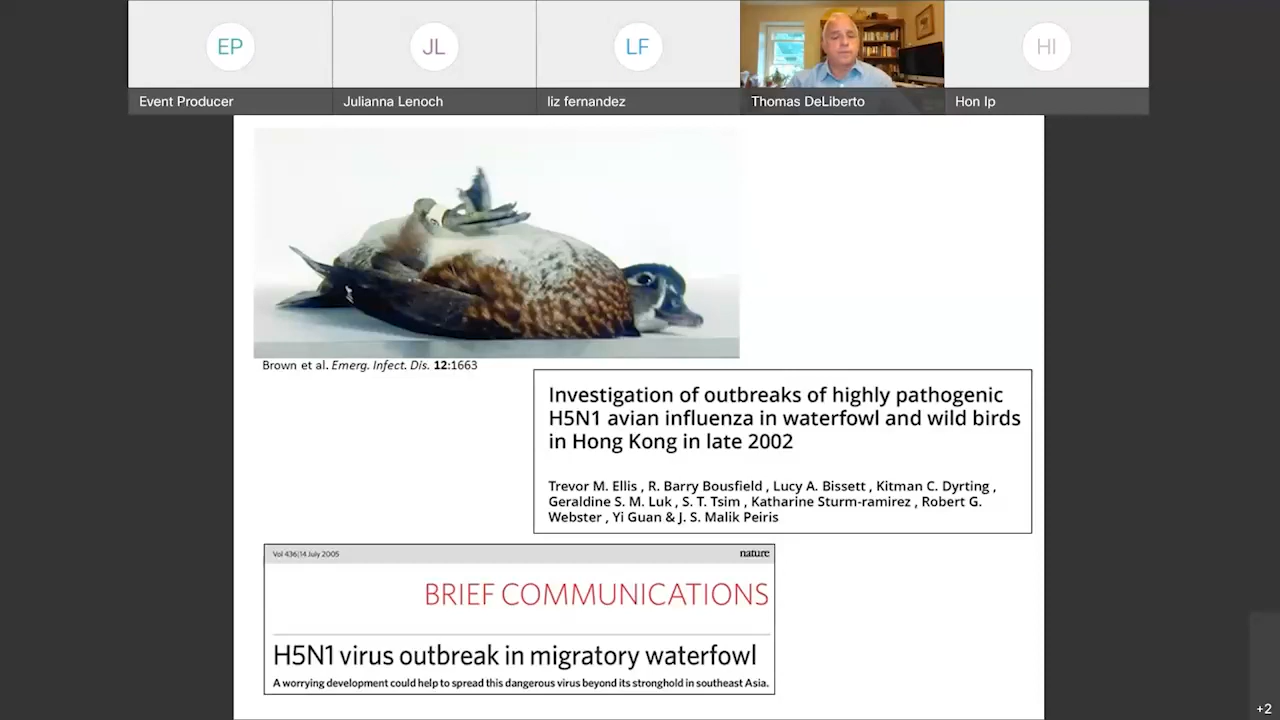 EP
JL
LF
HI
Event Producer
Julianna Lenoch
liz fernandez
Thomas DeLiberto
Hon Ip
Brown et al. Emerg. Infect. Dis. 12:1663
Investigation of outbreaks of highly pathogenic
H5N1 avian influenza in waterfowl and wild birds
in Hong Kong in late 2002
Trevor M. Ellis , R. Barry Bousfield , Lucy A. Bissett , Kitman C. Dyrting ,
Geraldine S. M. Luk , S. T. Tsim , Katharine Sturm-ramirez , Robert G.
Webster , Yi Guan & J. S. Malik Peiris
Vol 436|14 July 2005
nature
BRIEF COMMUNICATIONS
H5N1 virus outbreak in migratory waterfowl
A worrying development could help to spread this dangerous virus beyond its stronghold in southeast Asia.
+2